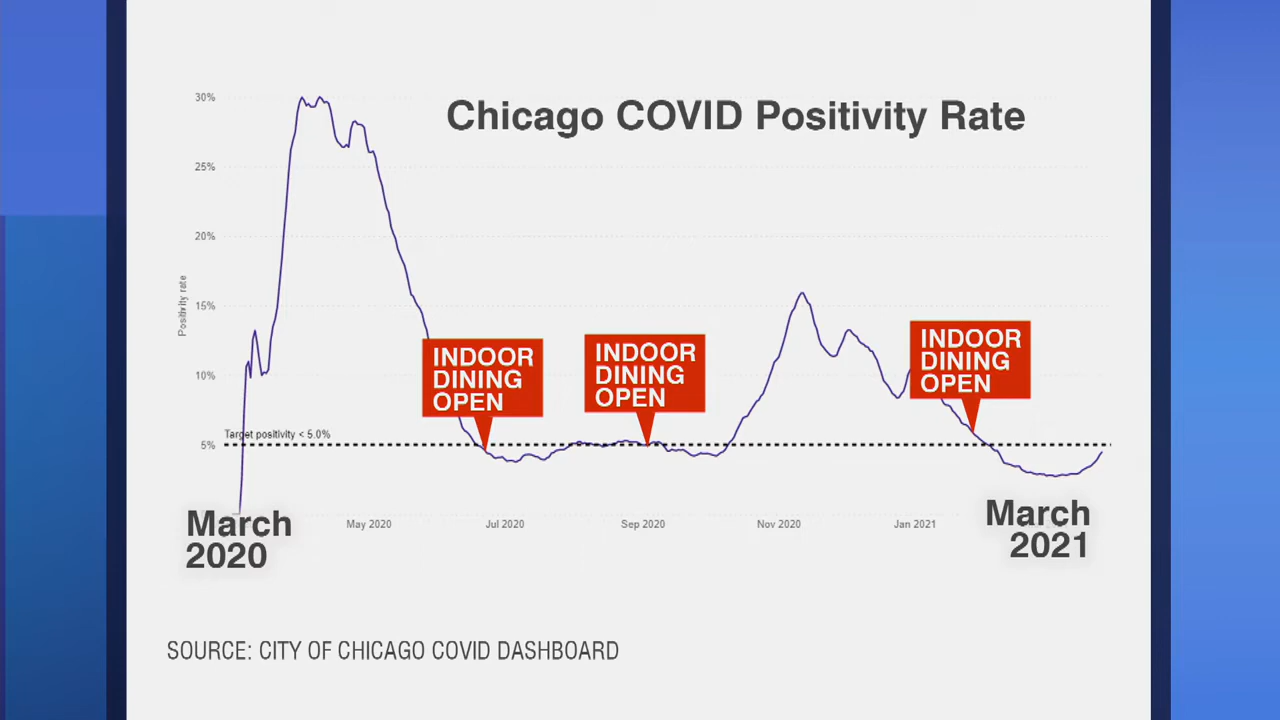 Chicago COVID Positivity Rate
30%
25%
20%
15%
10%
5%
Positivity rate
Target positivity < 5.0%
INDOOR
DINING
OPEN
INDOOR
DINING
OPEN
INDOOR
DINING
OPEN
March
2020
May 2020
Jul 2020
Sep 2020
Nov 2020
Jan 2021
March
2021
SOURCE: CITY OF CHICAGO COVID DASHBOARD